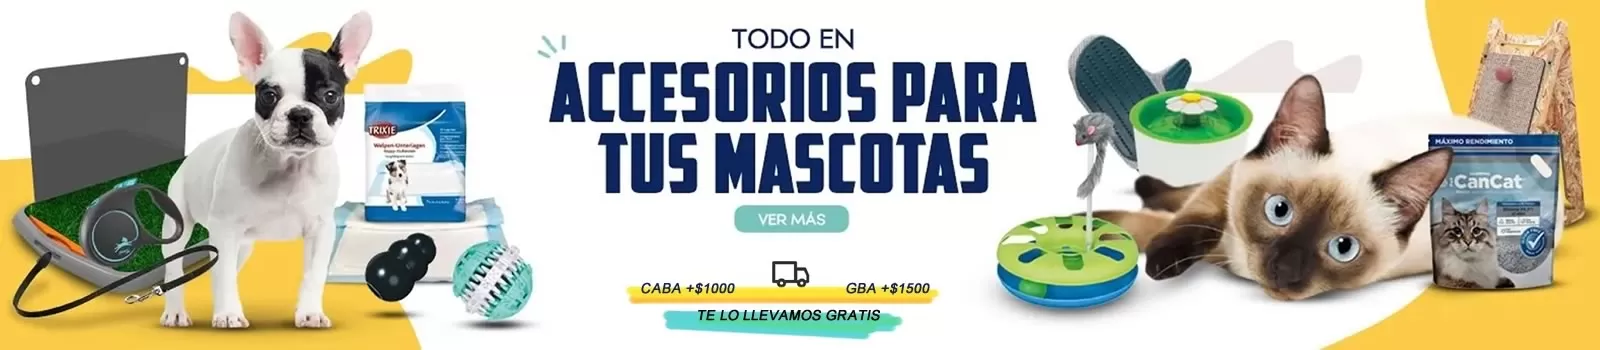 TODO EN
ACCESORIOS PARA
TUS MASCOTAS
VER MÁS
CABA +$1000
GBA +$1500
TE LO LLEVAMOS GRATIS
TRIXIE
Welpen-Unterlagen
MÁXIMO RENDIMIENTO
CanCat